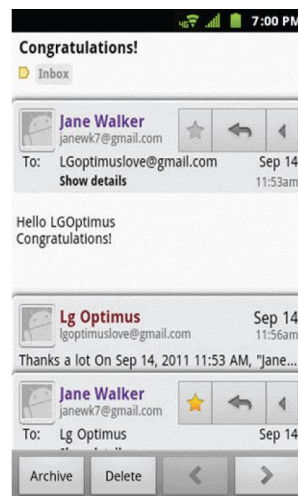 4G 7:00 PM
Congratulations!
Inbox
Jane Walker
janewk7@gmail.com
To: LGoptimuslove@gmail.com Sep 14
Show details 11:53am
Hello LGOptimus
Congratulations!
Lg Optimus Sep 14
lgoptimuslove@gmail.com 11:56am
Thanks a lot On Sep 14, 2011 11:53 AM, "Jane...
Jane Walker
janewk7@gmail.com
To: Lg Optimus Sep 14
Archive Delete